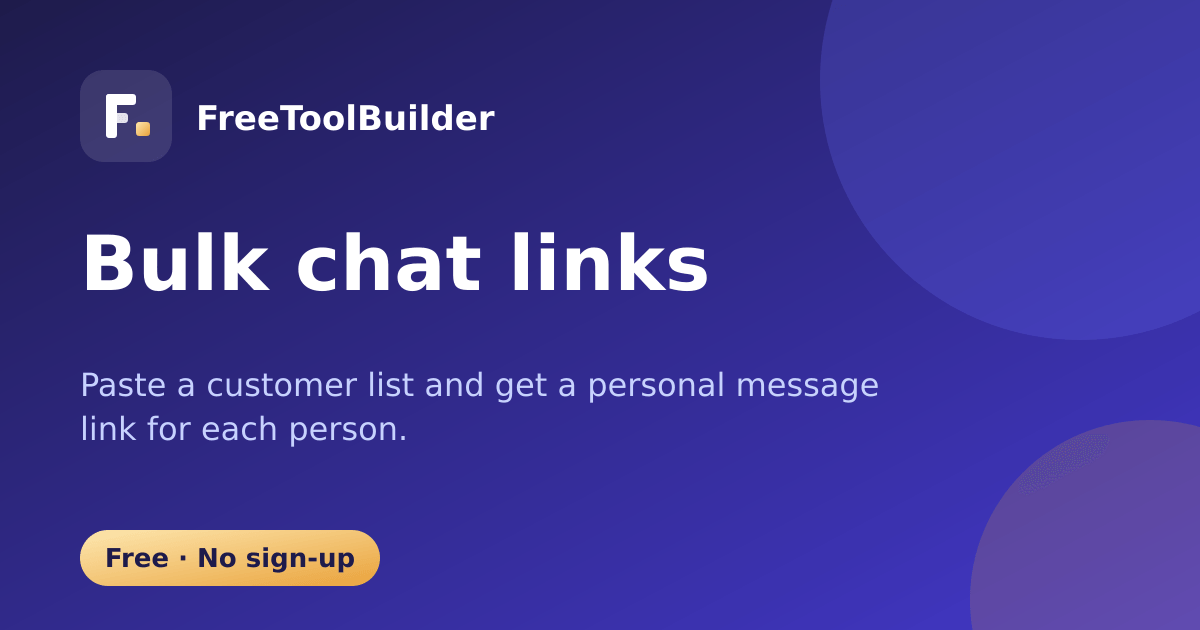 F.
FreeToolBuilder
Bulk chat links
Paste a customer list and get a personal message
link for each person.
Free · No sign-up